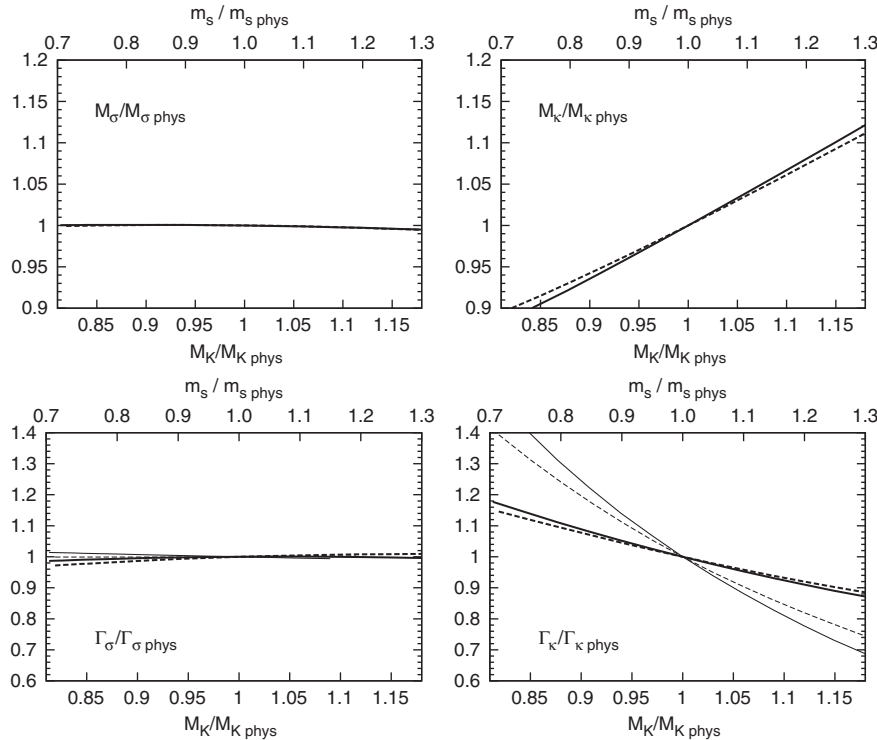 m_s / m_s phys
0.7 0.8 0.9 1.0 1.1 1.2 1.3
1.2
1.15
1.1
1.05
1
0.95
0.9
M_σ/M_σ phys
0.85 0.9 0.95 1 1.05 1.1 1.15
M_K/M_K phys
m_s / m_s phys
0.7 0.8 0.9 1.0 1.1 1.2 1.3
1.2
1.15
1.1
1.05
1
0.95
0.9
M_κ/M_κ phys
0.85 0.9 0.95 1 1.05 1.1 1.15
M_K/M_K phys
m_s / m_s phys
0.7 0.8 0.9 1.0 1.1 1.2 1.3
1.4
1.3
1.2
1.1
1
0.9
0.8
0.7
0.6
Γ_σ/Γ_σ phys
0.85 0.9 0.95 1 1.05 1.1 1.15
M_K/M_K phys
m_s / m_s phys
0.7 0.8 0.9 1.0 1.1 1.2 1.3
1.4
1.3
1.2
1.1
1
0.9
0.8
0.7
0.6
Γ_κ/Γ_κ phys
0.85 0.9 0.95 1 1.05 1.1 1.15
M_K/M_K phys